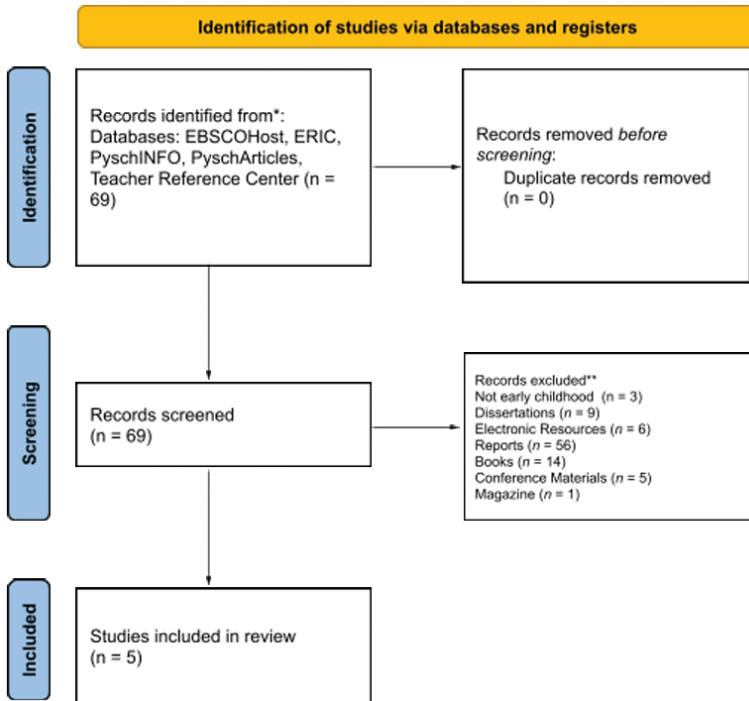 Identification of studies via databases and registers
Identification
Records identified from*:
Databases: EBSCOHost, ERIC,
PyschINFO, PyschArticles,
Teacher Reference Center (n =
69)
Records removed before
screening:
Duplicate records removed
(n = 0)
Screening
Records screened
(n = 69)
Records excluded**
Not early childhood (n = 3)
Dissertations (n = 9)
Electronic Resources (n = 6)
Reports (n = 56)
Books (n = 14)
Conference Materials (n = 5)
Magazine (n = 1)
Included
Studies included in review
(n = 5)